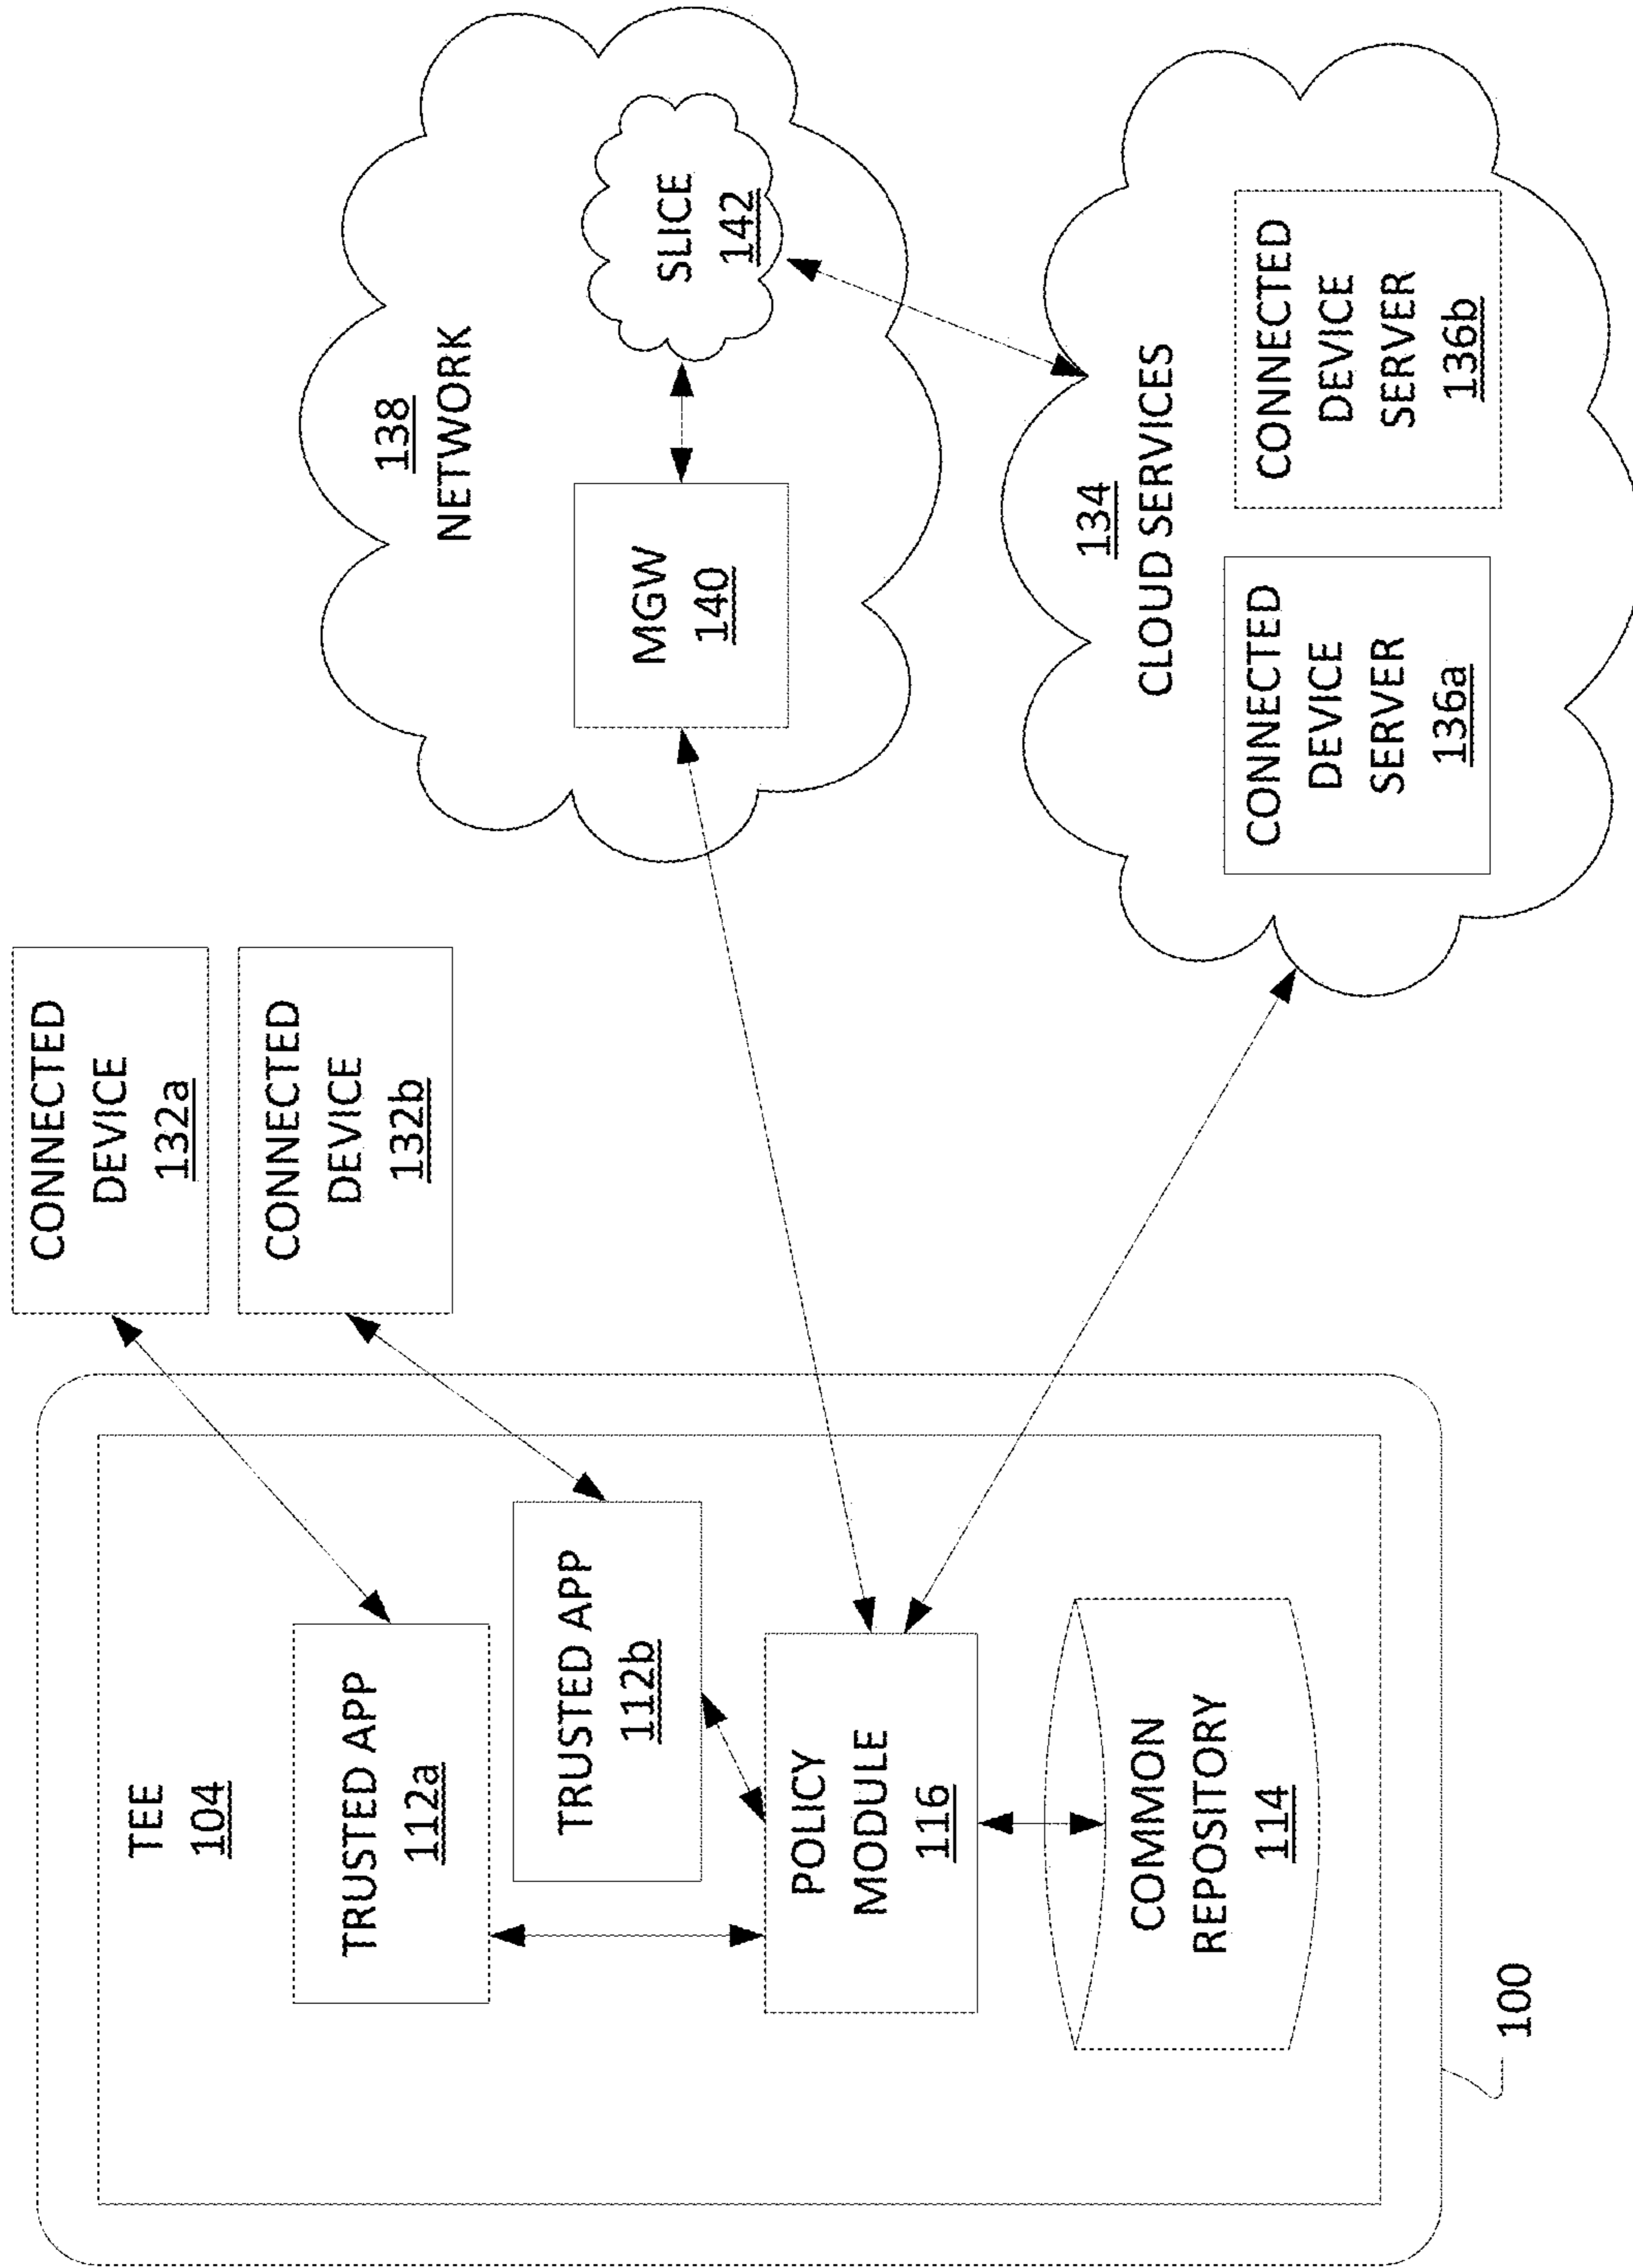 TEE
104
TRUSTED APP
112a
TRUSTED APP
112b
POLICY
MODULE
116
COMMON
REPOSITORY
114
100
CONNECTED
DEVICE
132a
CONNECTED
DEVICE
132b
138
NETWORK
MGW
140
SLICE
142
134
CLOUD SERVICES
CONNECTED
DEVICE
SERVER
136a
CONNECTED
DEVICE
SERVER
136b